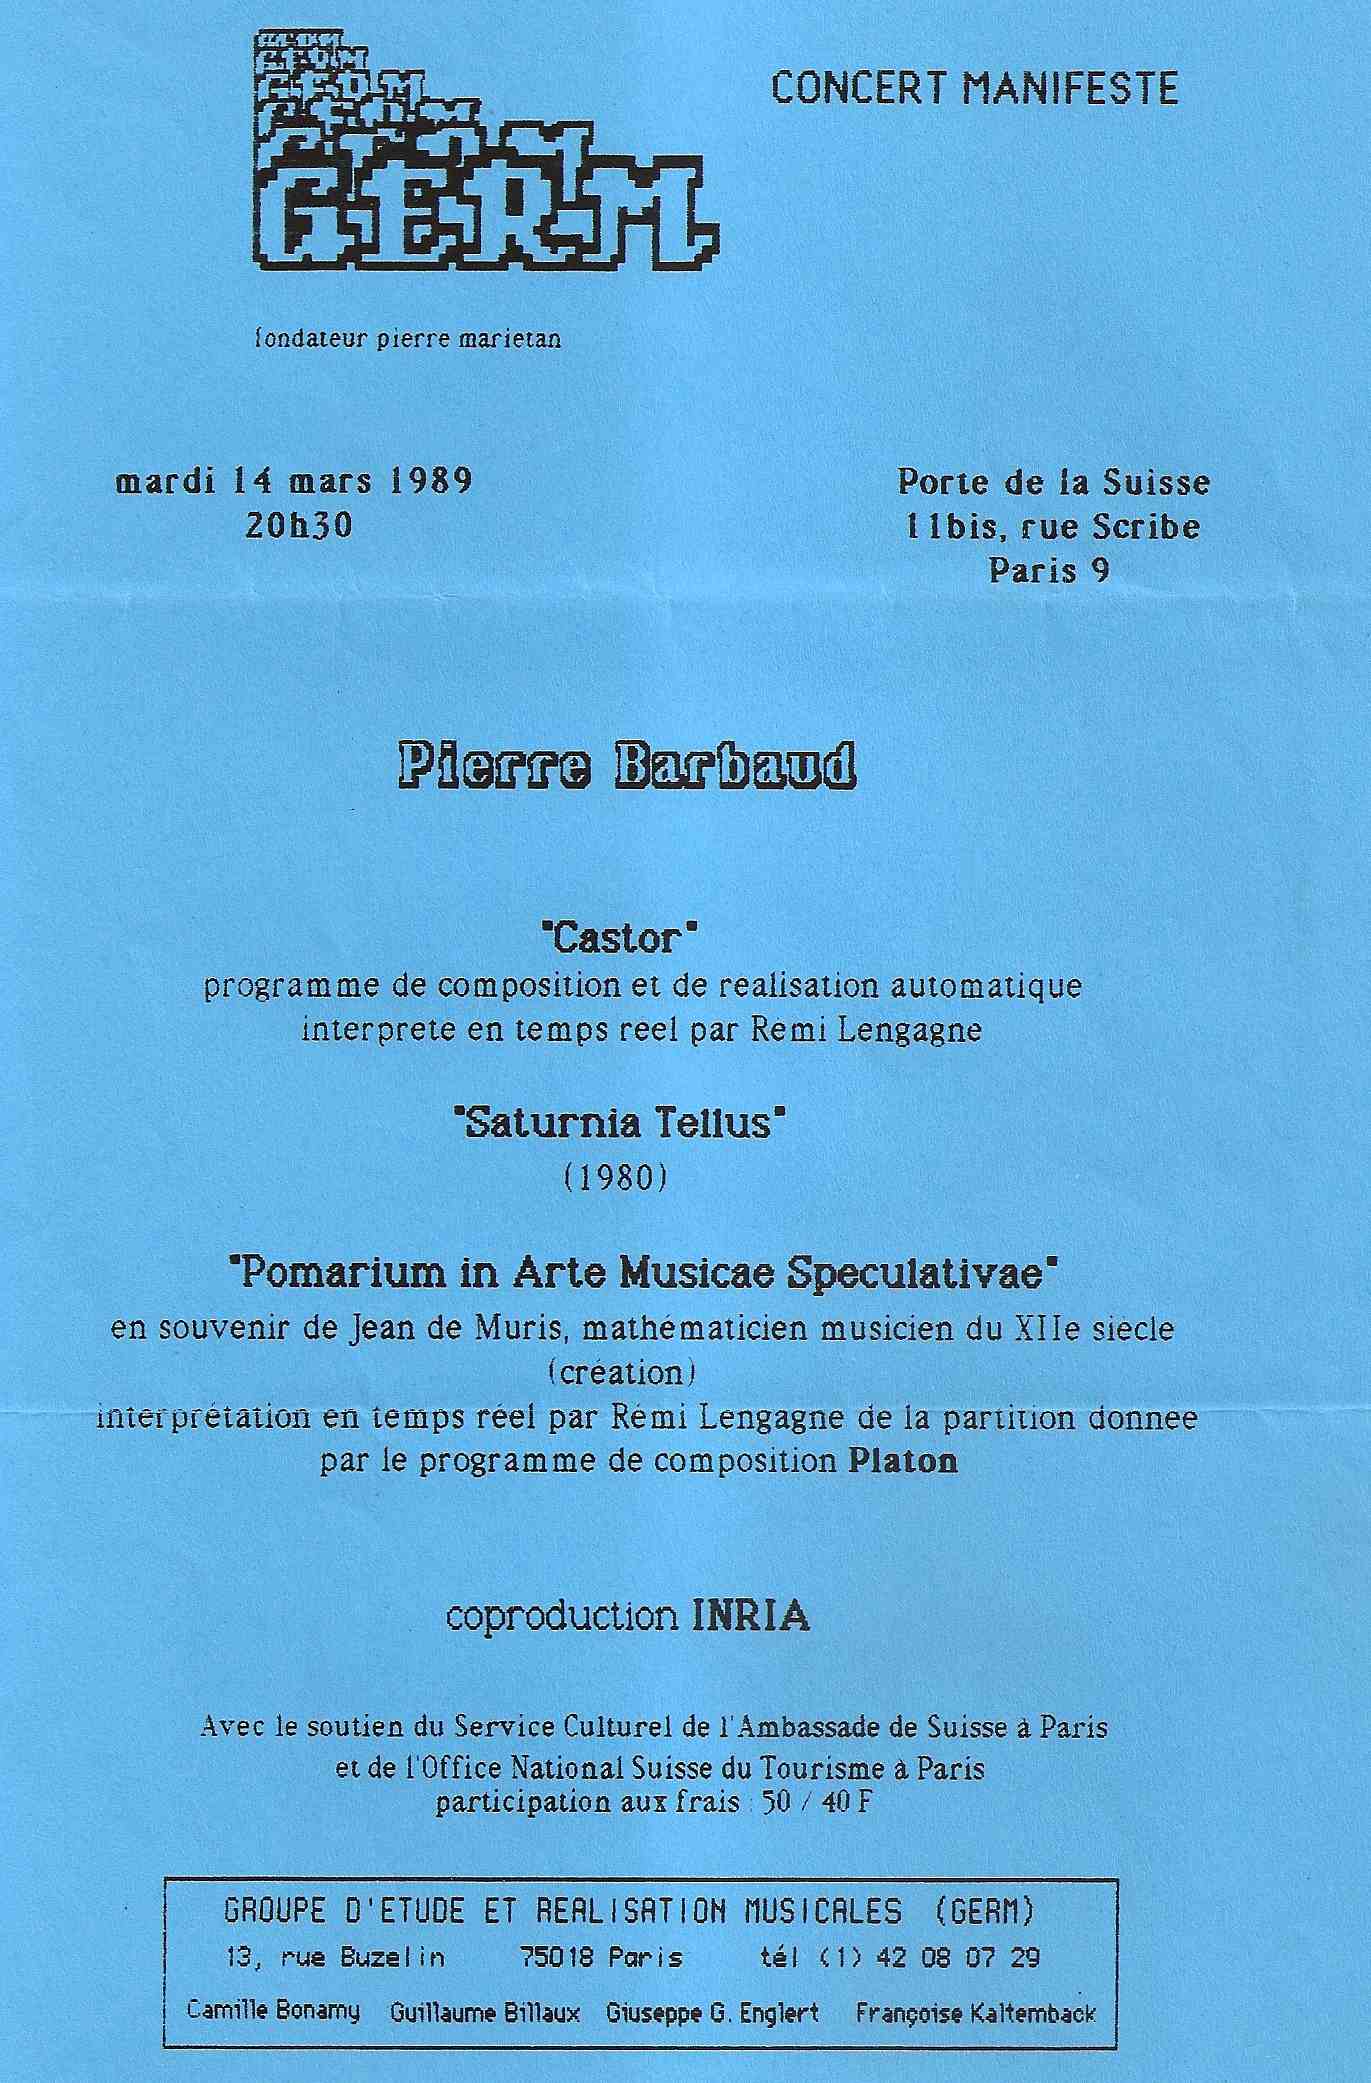 GERM
CONCERT MANIFESTE
fondateur pierre marietan
mardi 14 mars 1989
20h30
Porte de la Suisse
11bis, rue Scribe
Paris 9
Pierre Barbaud
"Castor"
programme de composition et de realisation automatique
interprete en temps reel par Remi Lengagne
"Saturnia Tellus"
(1980)
"Pomarium in Arte Musicae Speculativae"
en souvenir de Jean de Muris, mathématicien musicien du XIIe siècle
(création)
interprétation en temps réel par Rémi Lengagne de la partition donnee
par le programme de composition Platon
coproduction INRIA
Avec le soutien du Service Culturel de l'Ambassade de Suisse à Paris
et de l'Office National Suisse du Tourisme à Paris
participation aux frais : 50 / 40 F
GROUPE D'ETUDE ET REALISATION MUSICALES (GERM)
13, rue Buzelin 75018 Paris tél (1) 42 08 07 29
Camille Bonamy Guillaume Billaux Giuseppe G. Englert Françoise Kaltemback